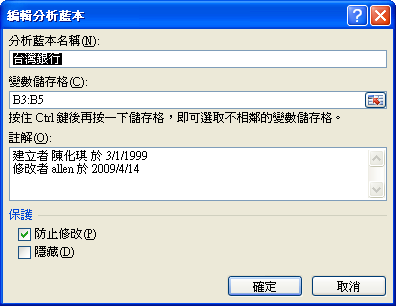 編輯分析藍本
分析藍本名稱(N):
台灣銀行
變數儲存格(C):
B3:B5
按住 Ctrl 鍵後再按一下儲存格，即可選取不相鄰的變數儲存格。
註解(O):
建立者 陳化琪 於 3/1/1999
修改者 allen 於 2009/4/14
保護
防止修改(P)
隱藏(D)
確定
取消